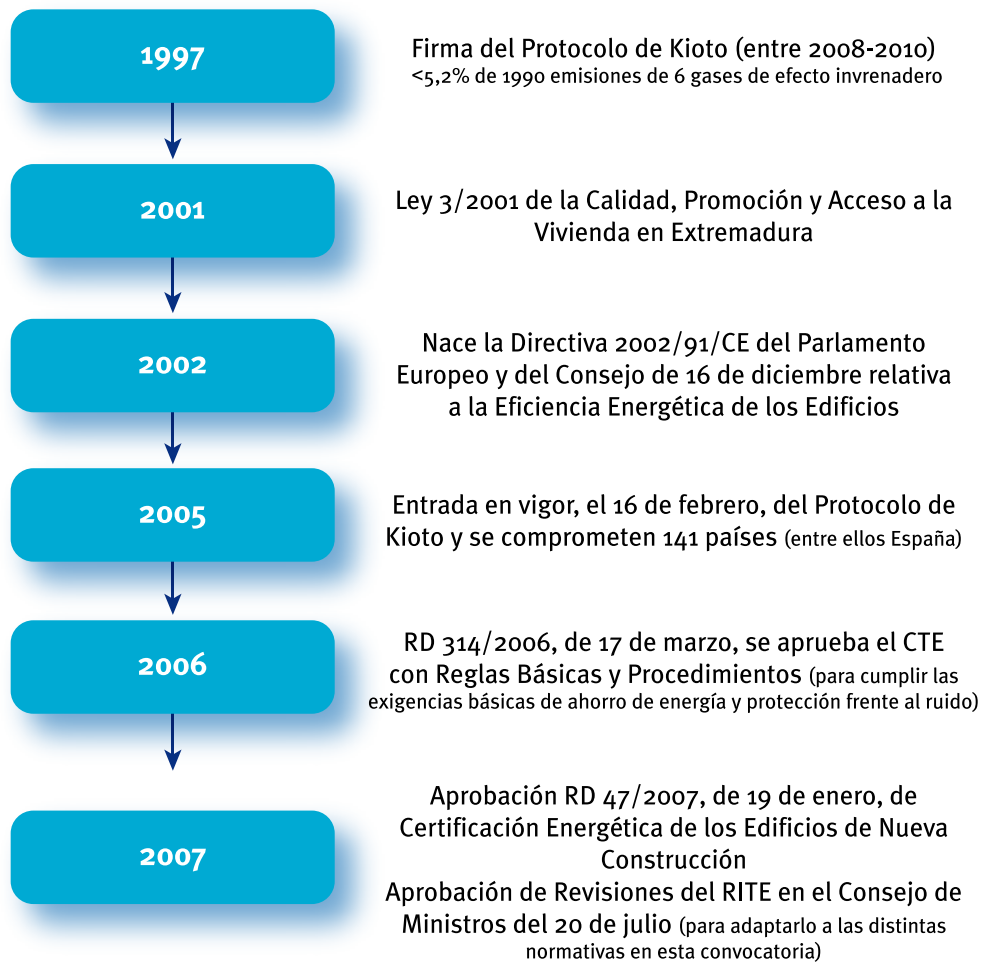 1997
Firma del Protocolo de Kioto (entre 2008-2010)
<5,2% de 1990 emisiones de 6 gases de efecto invrenadero
2001
Ley 3/2001 de la Calidad, Promoción y Acceso a la
Vivienda en Extremadura
2002
Nace la Directiva 2002/91/CE del Parlamento
Europeo y del Consejo de 16 de diciembre relativa
a la Eficiencia Energética de los Edificios
2005
Entrada en vigor, el 16 de febrero, del Protocolo de
Kioto y se comprometen 141 países (entre ellos España)
2006
RD 314/2006, de 17 de marzo, se aprueba el CTE
con Reglas Básicas y Procedimientos (para cumplir las
exigencias básicas de ahorro de energía y protección frente al ruido)
2007
Aprobación RD 47/2007, de 19 de enero, de
Certificación Energética de los Edificios de Nueva
Construcción
Aprobación de Revisiones del RITE en el Consejo de
Ministros del 20 de julio (para adaptarlo a las distintas
normativas en esta convocatoria)